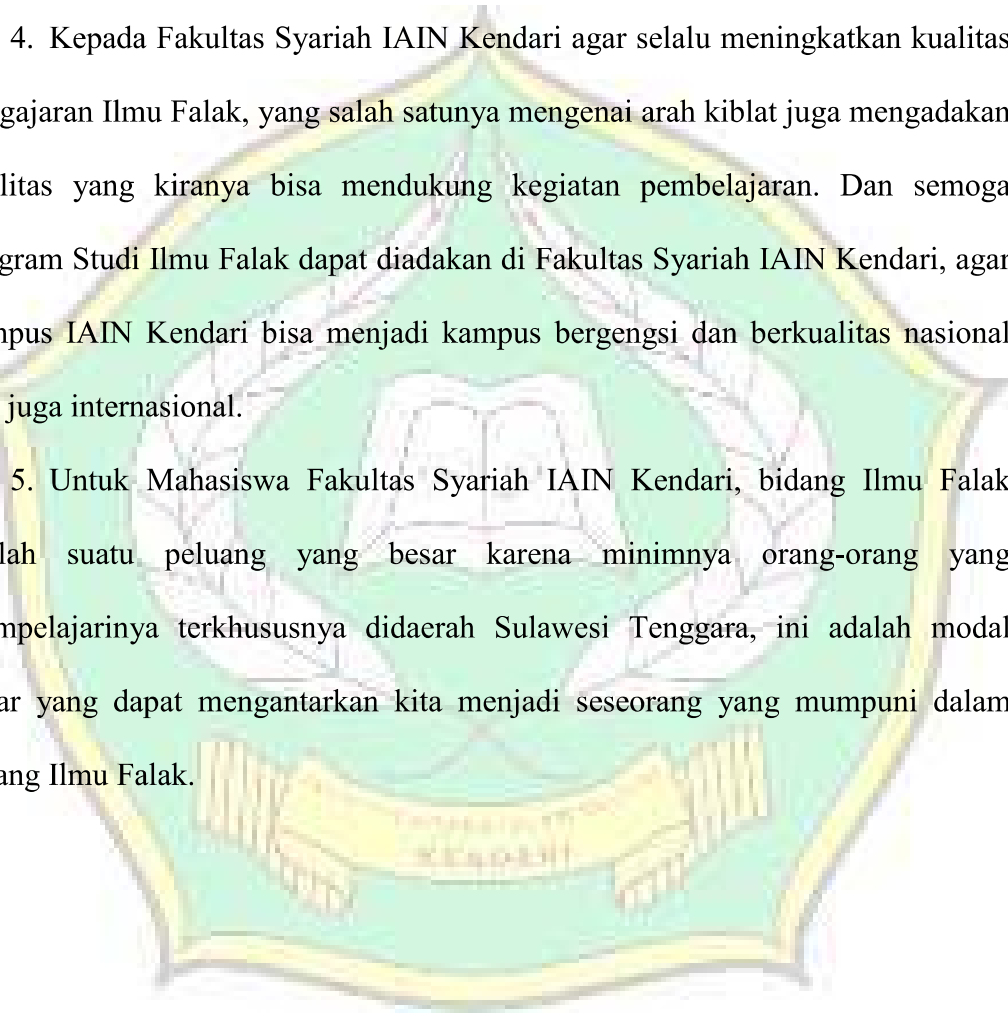 4. Kepada Fakultas Syariah IAIN Kendari agar selalu meningkatkan kualitas
gajaran Ilmu Falak, yang salah satunya mengenai arah kiblat juga mengadakan
litas yang kiranya bisa mendukung kegiatan pembelajaran. Dan semoga
gram Studi Ilmu Falak dapat diadakan di Fakultas Syariah IAIN Kendari, agar
npus IAIN Kendari bisa menjadi kampus bergengsi dan berkualitas nasional
juga internasional.
5. Untuk Mahasiswa Fakultas Syariah IAIN Kendari, bidang Ilmu Falak
lah suatu peluang yang besar karena minimnya orang-orang yang
mpelajarinya terkhususnya didaerah Sulawesi Tenggara, ini adalah modal
ar yang dapat mengantarkan kita menjadi seseorang yang mumpuni dalam
ang Ilmu Falak.
KENDARI